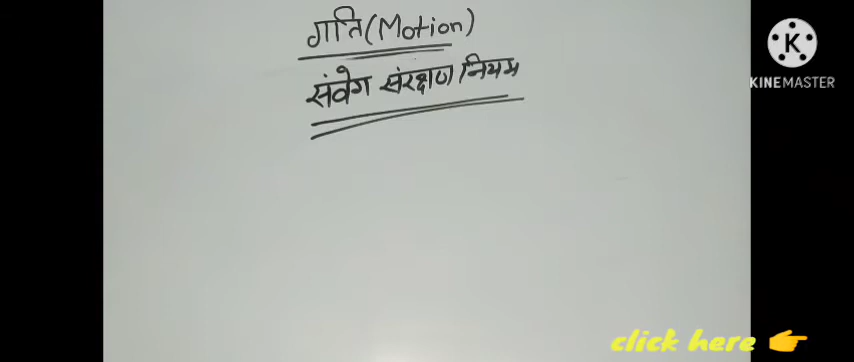 गति (Motion)
संवेग संरक्षण नियम
K
KINEMASTER
click here 👉